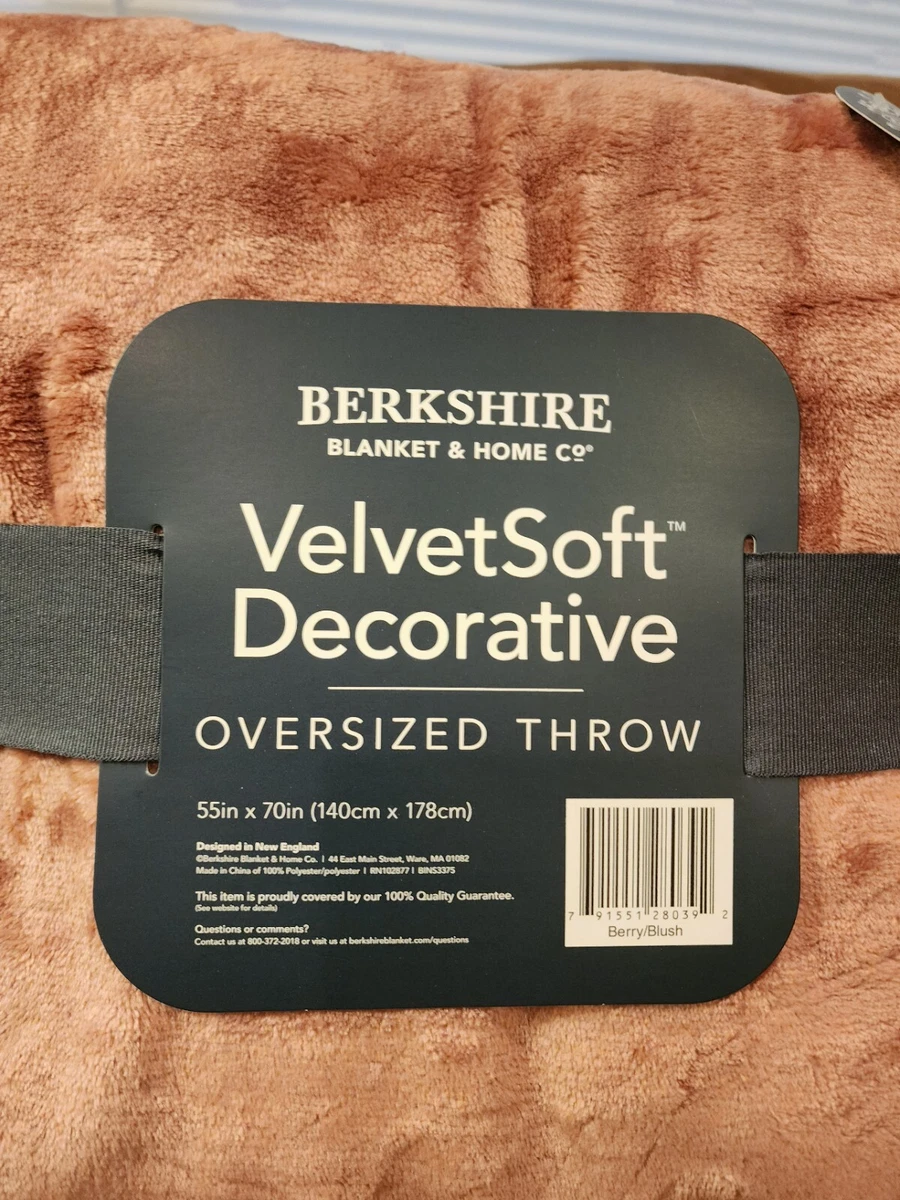 BERKSHIRE
BLANKET & HOME Cº®
VelvetSoft™
Decorative
OVERSIZED THROW
55in x 70in (140cm x 178cm)
Designed in New England
©Berkshire Blanket & Home Co. | 44 East Main Street, Ware, MA 01082
Made in China of 100% Polyester/polyester | RN102877 | BINS3375
This item is proudly covered by our 100% Quality Guarantee.
(See website for details)
Questions or comments?
Contact us at 800-372-2018 or visit us at berkshireblanket.com/questions
7 91551 28039 2
Berry/Blush